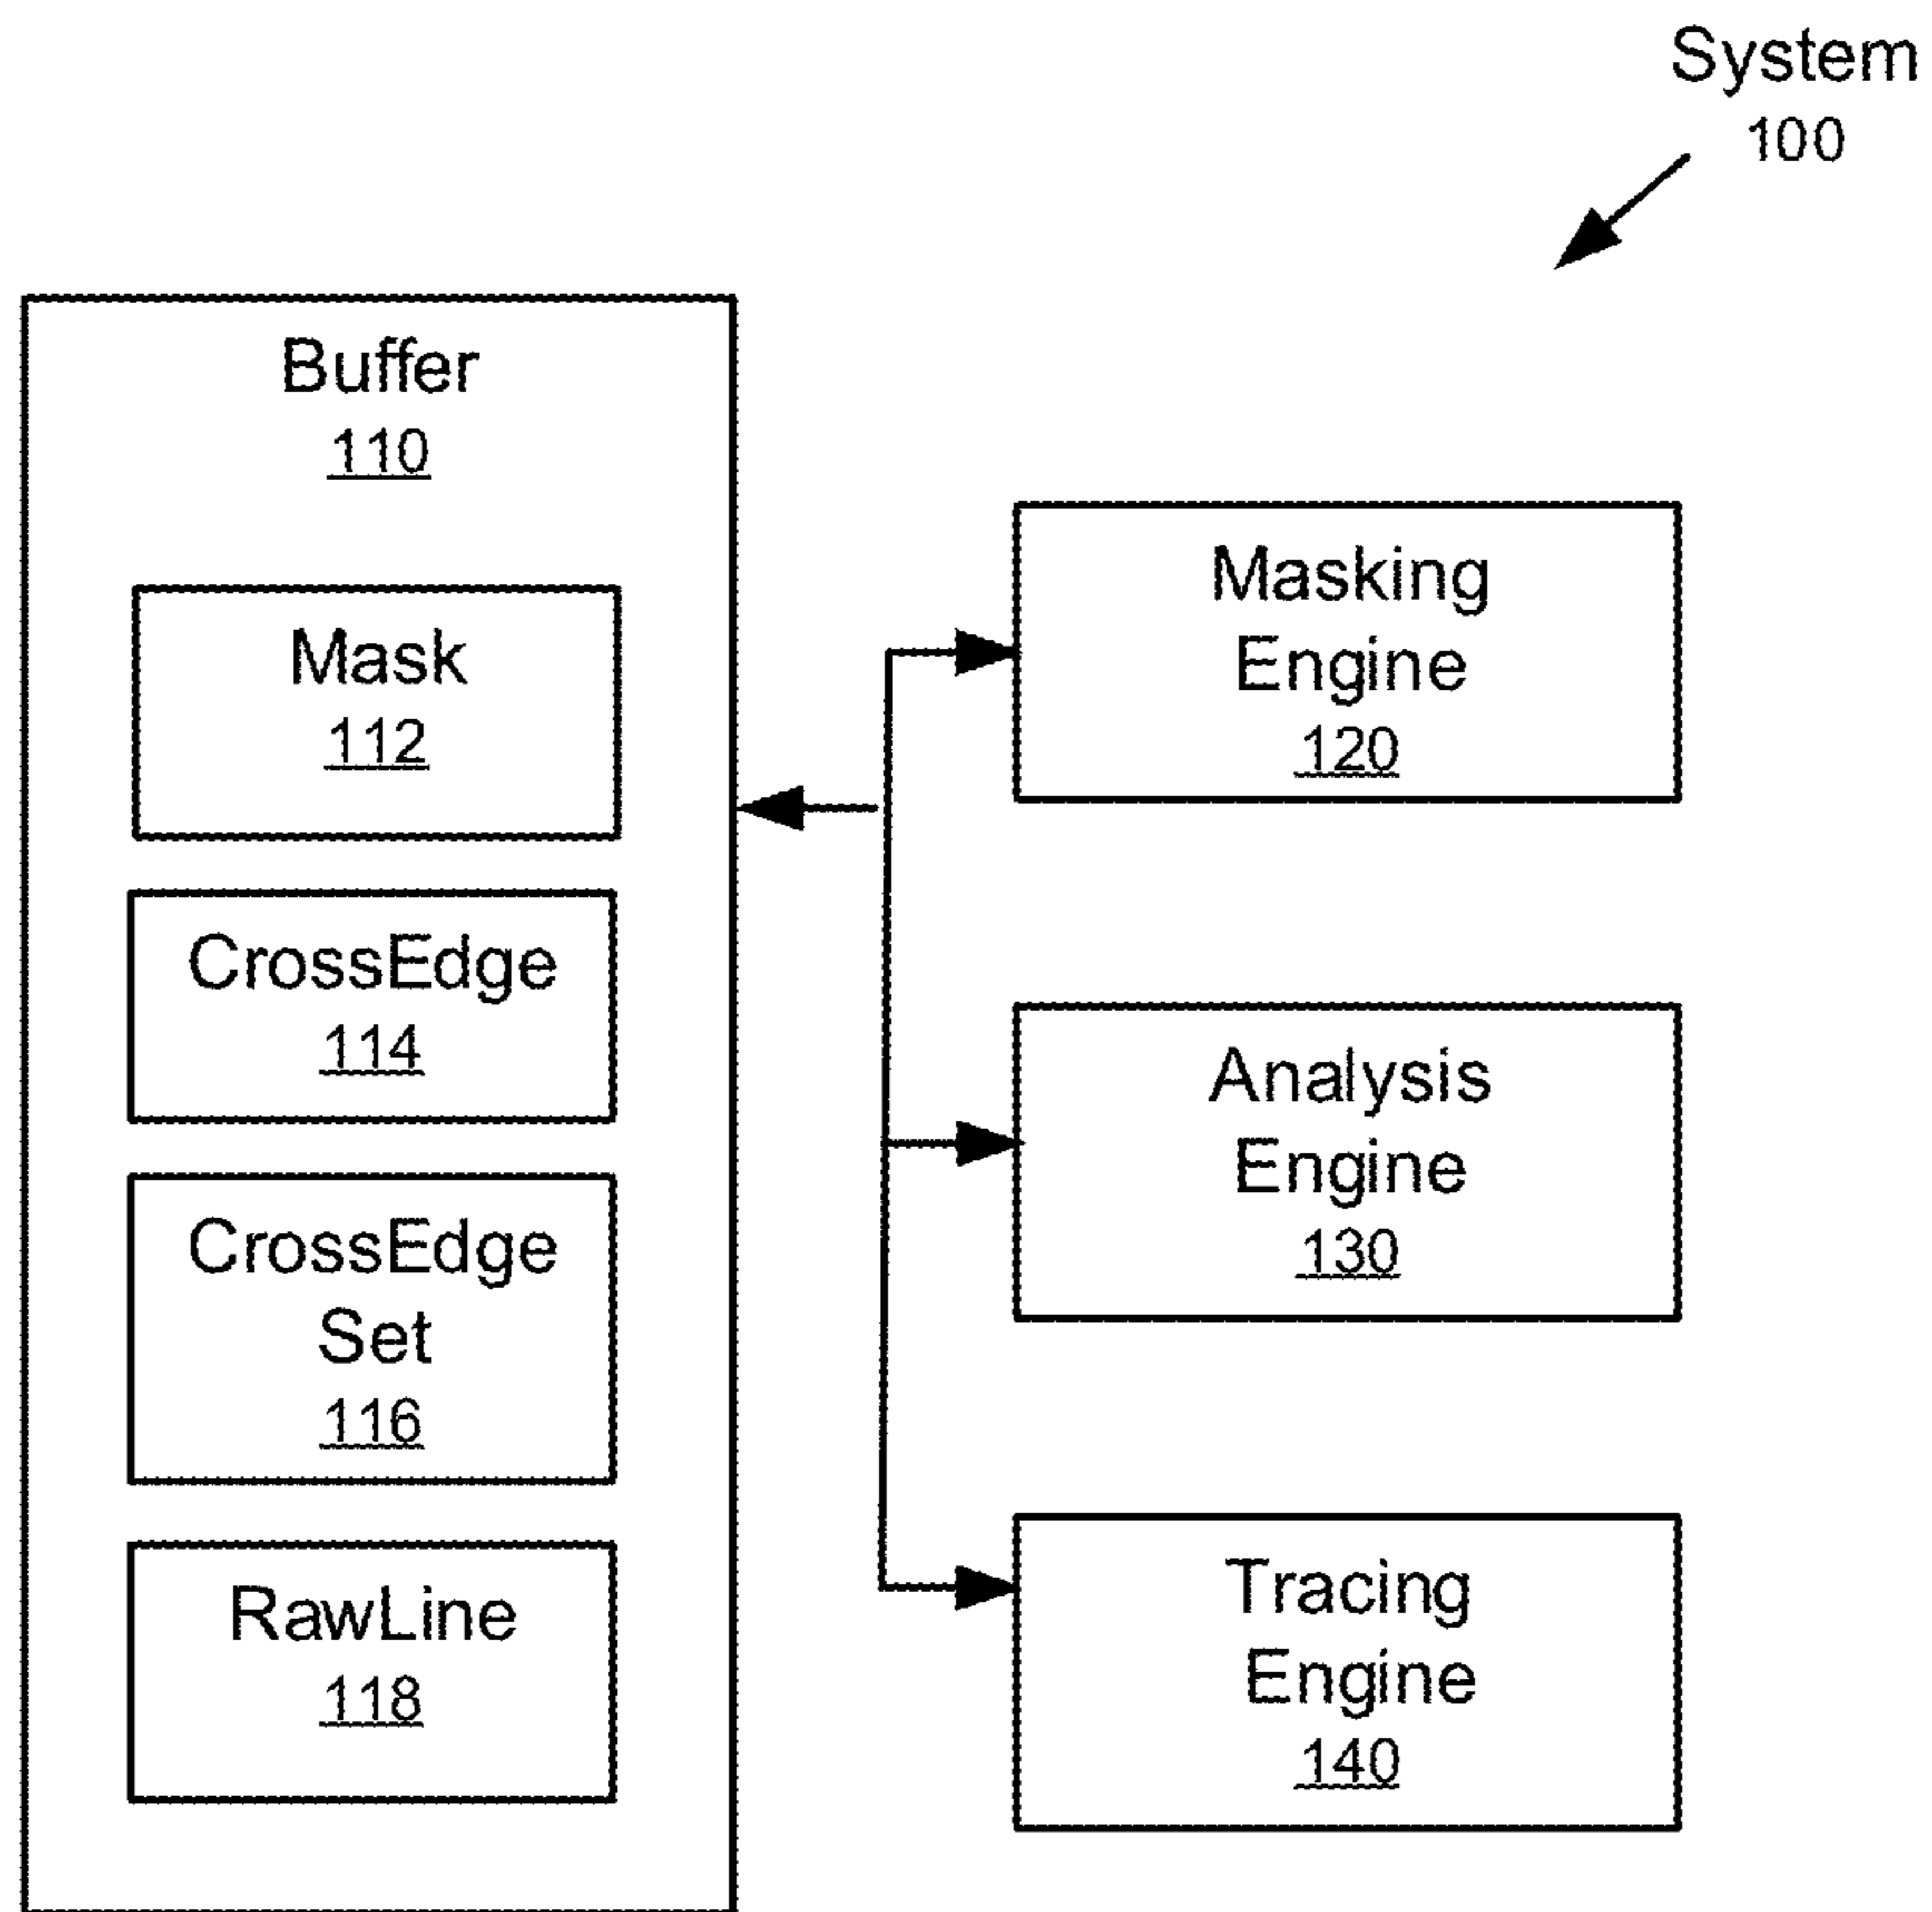 System
100
Buffer
110
Mask
112
CrossEdge
114
CrossEdge
Set
116
RawLine
118
Masking
Engine
120
Analysis
Engine
130
Tracing
Engine
140